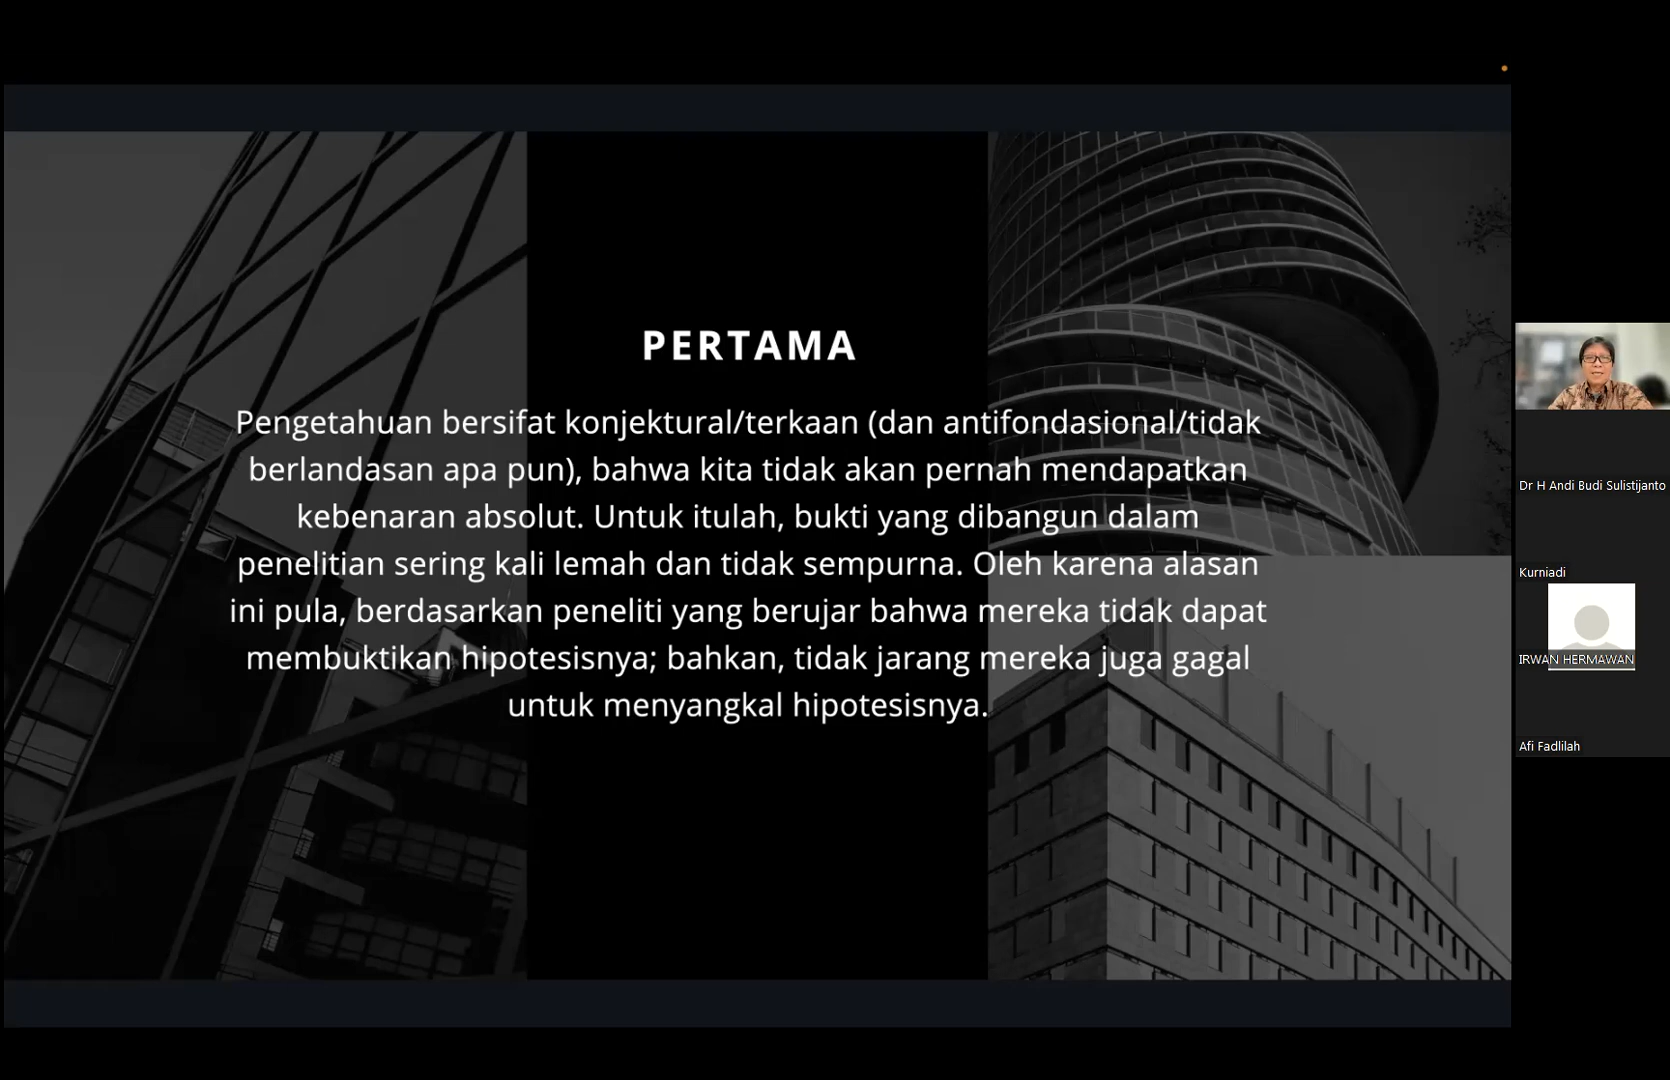 PERTAMA
Pengetahuan bersifat konjektural/terkaan (dan antifondasional/tidak
berlandasan apa pun), bahwa kita tidak akan pernah mendapatkan
kebenaran absolut. Untuk itulah, bukti yang dibangun dalam
penelitian sering kali lemah dan tidak sempurna. Oleh karena alasan
ini pula, berdasarkan peneliti yang berujar bahwa mereka tidak dapat
membuktikan hipotesisnya; bahkan, tidak jarang mereka juga gagal
untuk menyangkal hipotesisnya.
Dr H Andi Budi Sulistijanto
Kurniadi
IRWAN HERMAWAN
Afi Fadlilah